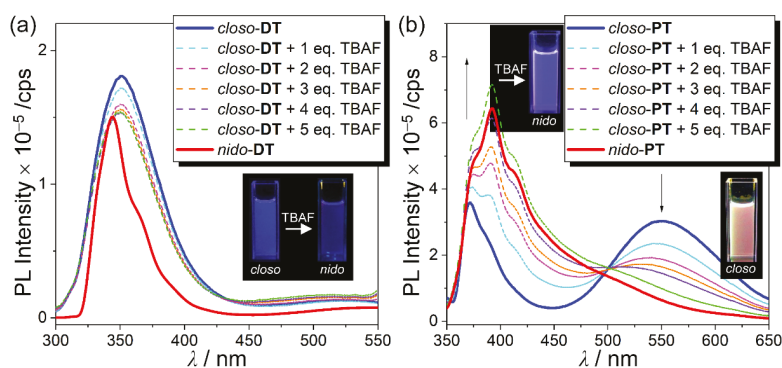 (a)
closo-DT
closo-DT + 1 eq. TBAF
closo-DT + 2 eq. TBAF
closo-DT + 3 eq. TBAF
closo-DT + 4 eq. TBAF
closo-DT + 5 eq. TBAF
nido-DT
TBAF
closo
nido
PL Intensity × 10⁻⁵ /cps
2
1
0
300
350
400
450
500
550
λ / nm
(b)
TBAF
nido
closo-PT
closo-PT + 1 eq. TBAF
closo-PT + 2 eq. TBAF
closo-PT + 3 eq. TBAF
closo-PT + 4 eq. TBAF
closo-PT + 5 eq. TBAF
nido-PT
closo
PL Intensity × 10⁻⁵ /cps
8
6
4
2
0
350
400
450
500
550
600
650
λ / nm